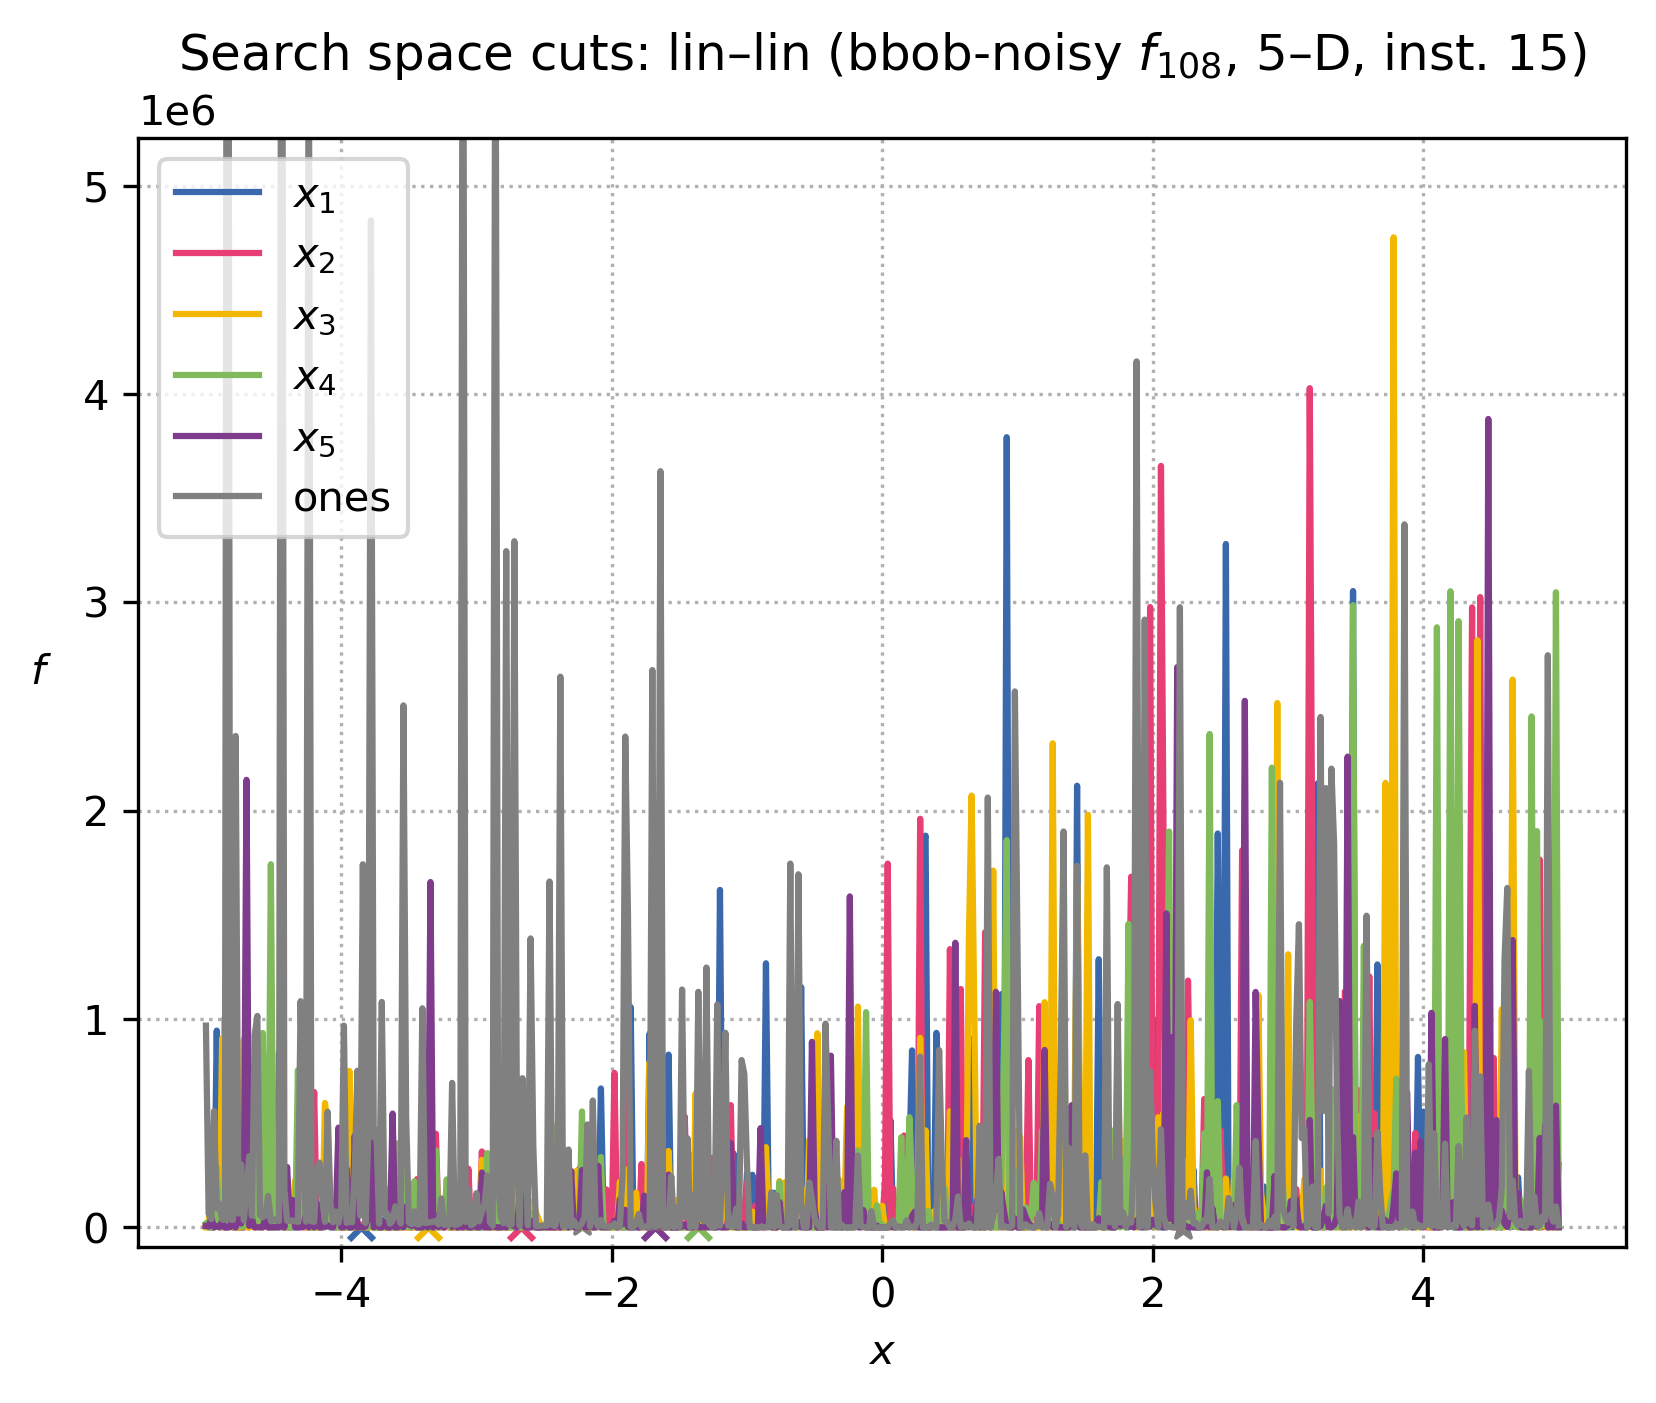 Search space cuts: lin–lin (bbob-noisy f₁₀₈, 5–D, inst. 15)
1e6
5
4
3
2
1
0
f
x₁
x₂
x₃
x₄
x₅
ones
−4 −2 0 2 4
x